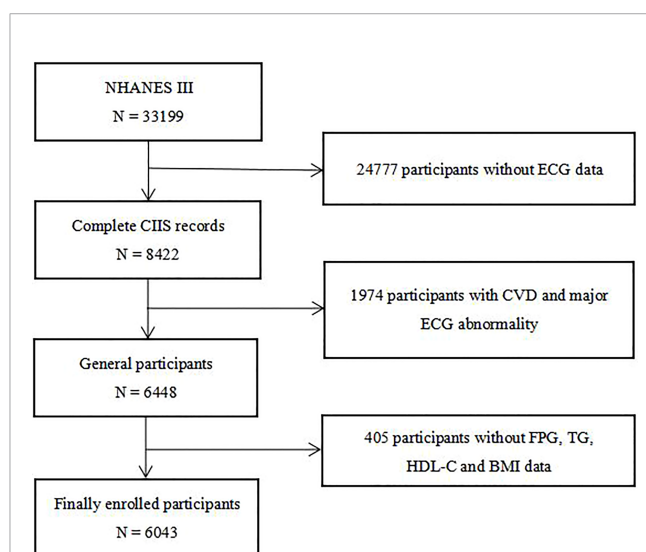 NHANES III
N = 33199
24777 participants without ECG data
Complete CIIS records
N = 8422
1974 participants with CVD and major
ECG abnormality
General participants
N = 6448
405 participants without FPG, TG,
HDL-C and BMI data
Finally enrolled participants
N = 6043